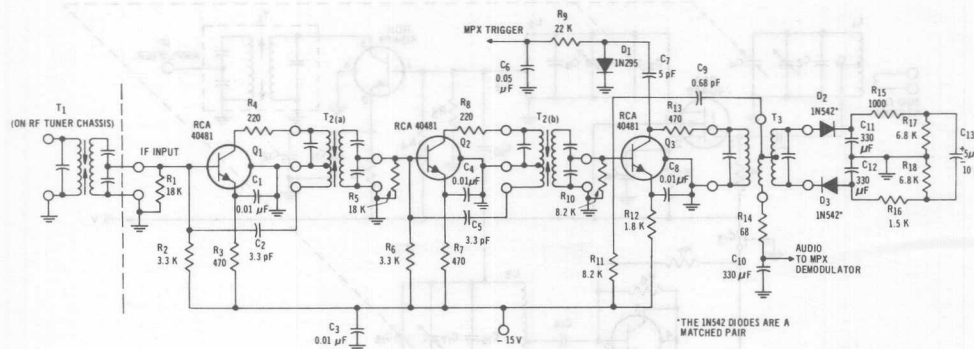 MPX TRIGGER
R9
22 K
D1
1N295
C6
0.05
µF
C7
5 pF
C9
0.68 pF
T1
(ON RF TUNER CHASSIS)
IF INPUT
R1
18K
R4
220
RCA
40481
Q1
C1
0.01 µF
C2
3.3 pF
R2
3.3 K
R3
470
T2(a)
R5
18 K
RCA 40481
R8
220
Q2
C4
0.01µF
C5
3.3 pF
R6
3.3 K
R7
470
T2(b)
R10
8.2 K
RCA
40481
R13
470
Q3
C8
0.01 µF
R12
1.8 K
R11
8.2 K
T3
D2
1N542*
D3
1N542*
C11
330
µF
C12
330
µF
R15
1000
R17
6.8 K
R18
6.8 K
R16
1.5 K
C13
+5µ
10
R14
68
C10
330 µF
AUDIO
TO MPX
DEMODULATOR
C3
0.01 µF
- 15 V
*THE 1N542 DIODES ARE A
MATCHED PAIR